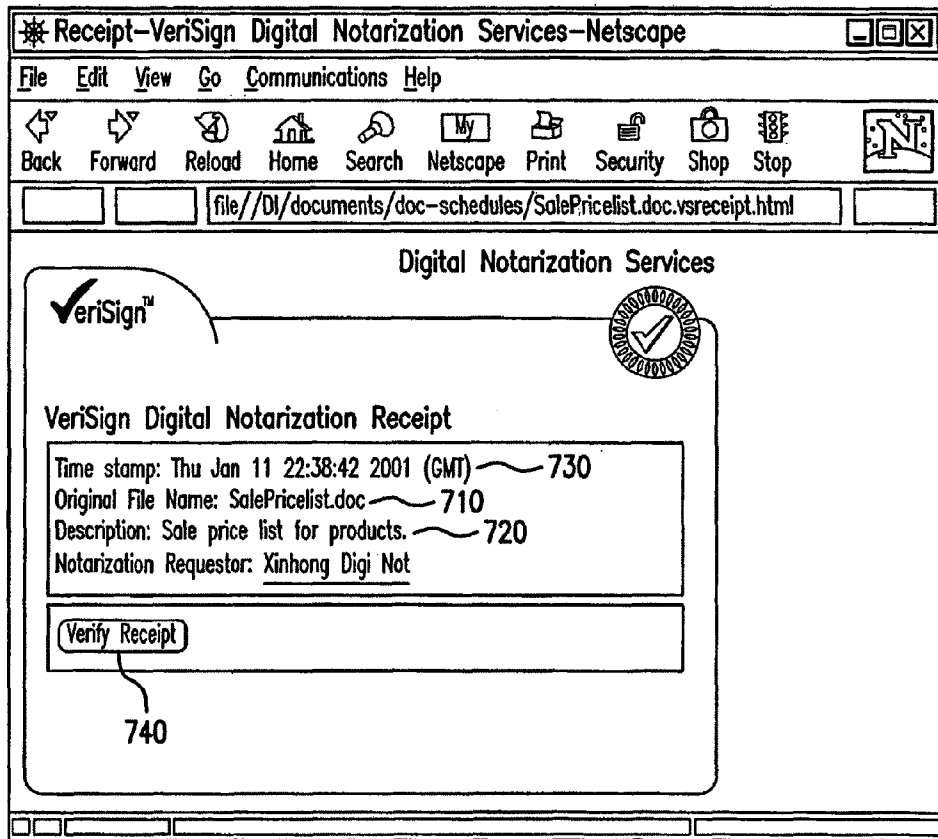 Receipt–VeriSign Digital Notarization Services–Netscape
File Edit View Go Communications Help
My N
Back Forward Reload Home Search Netscape Print Security Shop Stop
file//DI/documents/doc-schedules/SalePricelist.doc.vsreceipt.html
Digital Notarization Services
VeriSign™
VeriSign Digital Notarization Receipt
Time stamp: Thu Jan 11 22:38:42 2001 (GMT) 730
Original File Name: SalePricelist.doc 710
Description: Sale price list for products. 720
Notarization Requestor: Xinhong Digi Not
Verify Receipt
740